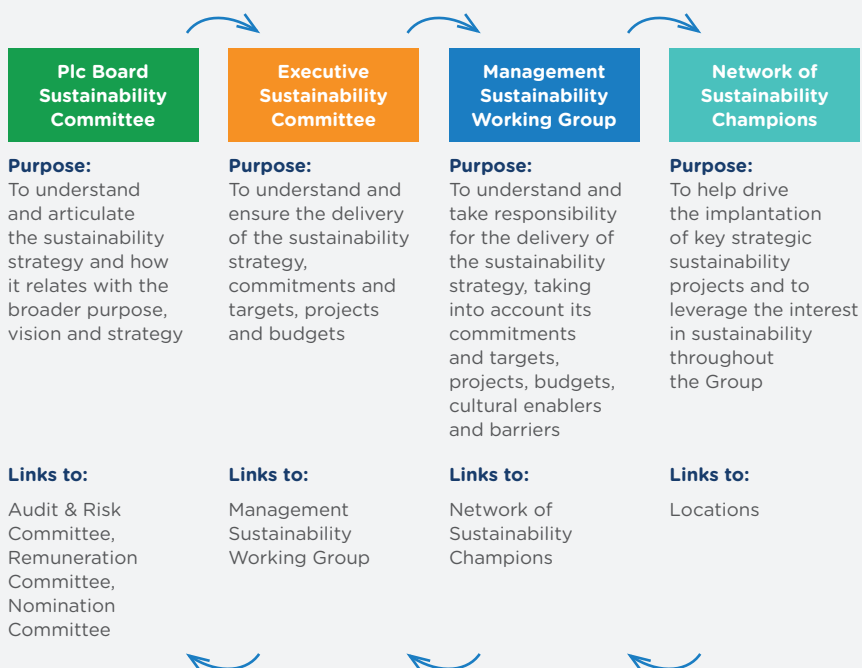 Plc Board
Sustainability
Committee
Purpose:
To understand
and articulate
the sustainability
strategy and how
it relates with the
broader purpose,
vision and strategy
Links to:
Audit & Risk
Committee,
Remuneration
Committee,
Nomination
Committee
Executive
Sustainability
Committee
Purpose:
To understand and
ensure the delivery
of the sustainability
strategy,
commitments and
targets, projects
and budgets
Links to:
Management
Sustainability
Working Group
Management
Sustainability
Working Group
Purpose:
To understand and
take responsibility
for the delivery of
the sustainability
strategy, taking
into account its
commitments
and targets,
projects, budgets,
cultural enablers
and barriers
Links to:
Network of
Sustainability
Champions
Network of
Sustainability
Champions
Purpose:
To help drive
the implantation
of key strategic
sustainability
projects and to
leverage the interest
in sustainability
throughout
the Group
Links to:
Locations